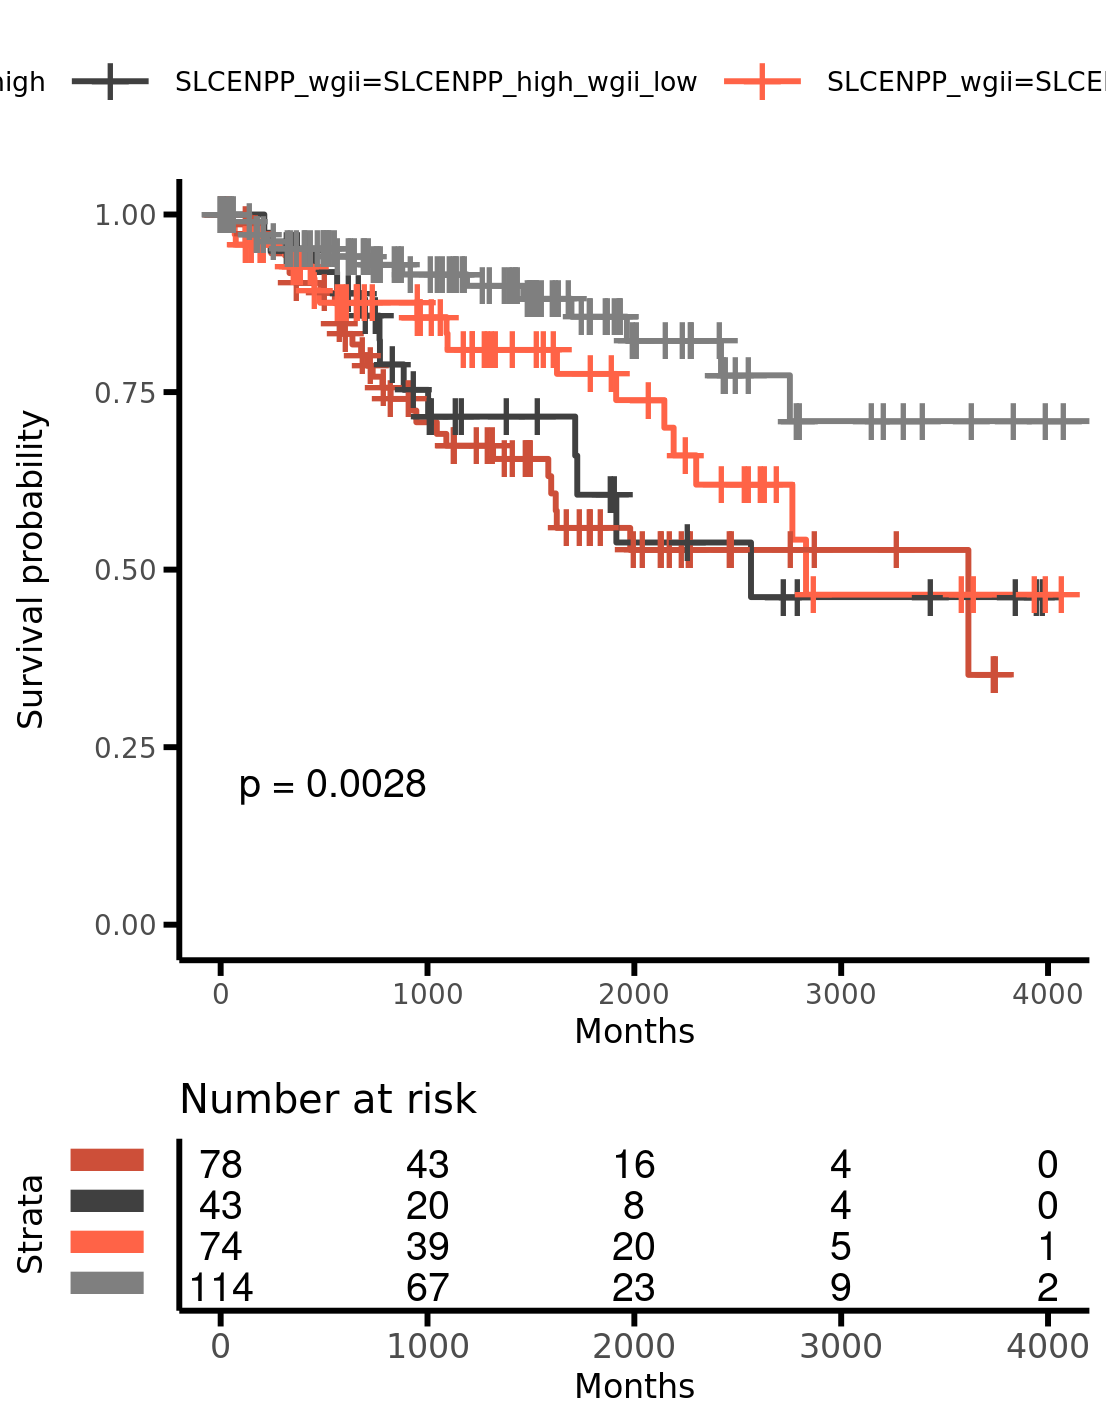 high SLCENPP_wgii=SLCENPP_high_wgii_low SLCENPP_wgii=SLCE
1.00
0.75
0.50
0.25
0.00
Survival probability
p = 0.0028
0 1000 2000 3000 4000
Months
Number at risk
Strata
78 43 16 4 0
43 20 8 4 0
74 39 20 5 1
114 67 23 9 2
0 1000 2000 3000 4000
Months